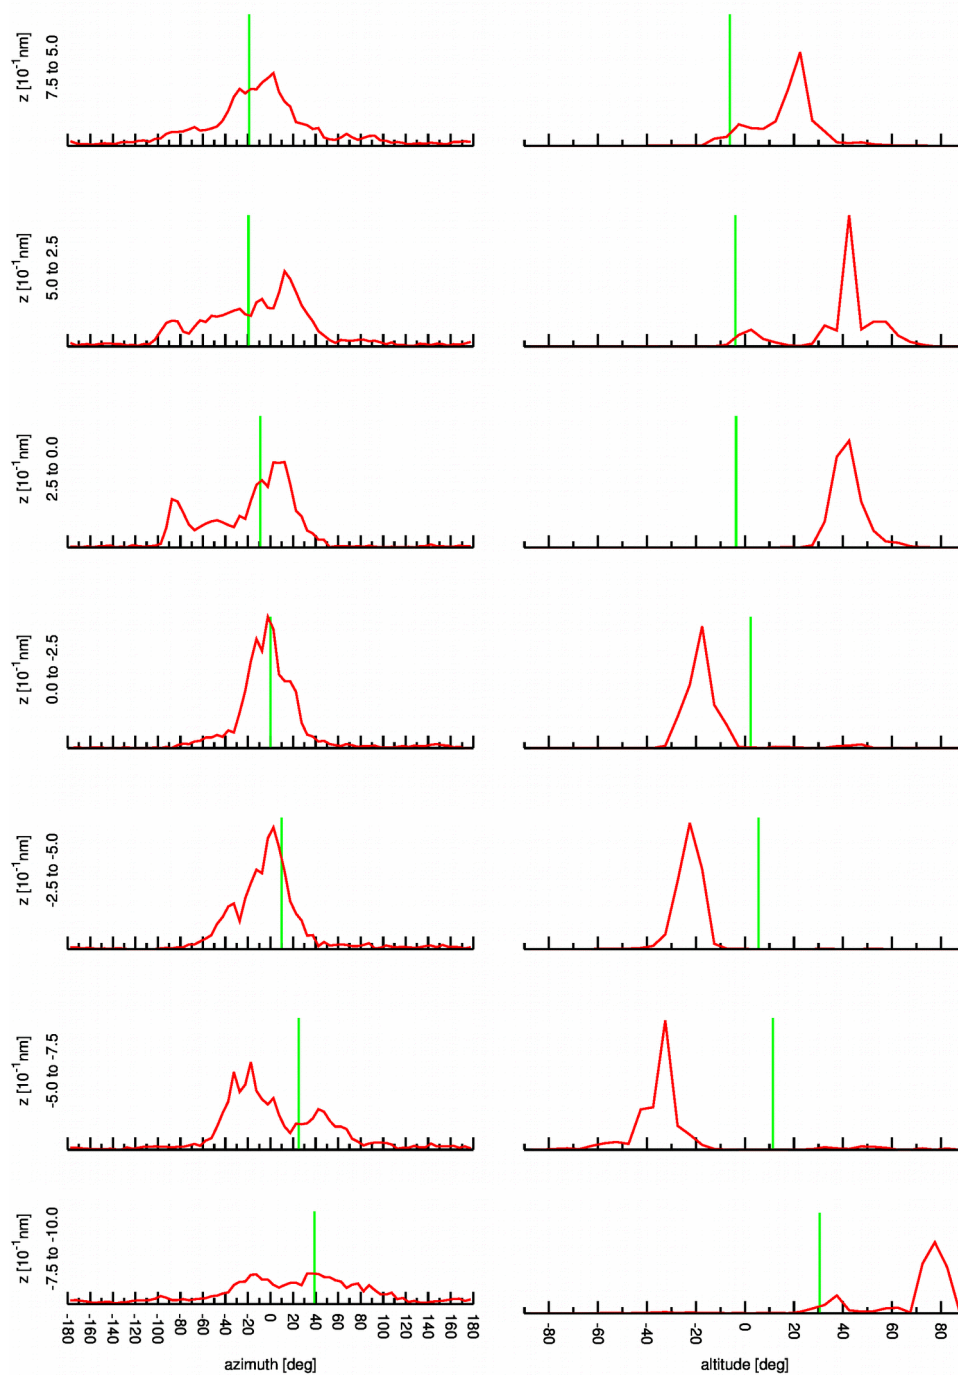 z [10⁻¹nm]
7.5 to 5.0
z [10⁻¹nm]
5.0 to 2.5
z [10⁻¹nm]
2.5 to 0.0
z [10⁻¹nm]
0.0 to -2.5
z [10⁻¹nm]
-2.5 to -5.0
z [10⁻¹nm]
-5.0 to -7.5
z [10⁻¹nm]
-7.5 to -10.0
-180 -160 -140 -120 -100 -80 -60 -40 -20 0 20 40 60 80 100 120 140 160 180
-80 -60 -40 -20 0 20 40 60 80
azimuth [deg]
altitude [deg]